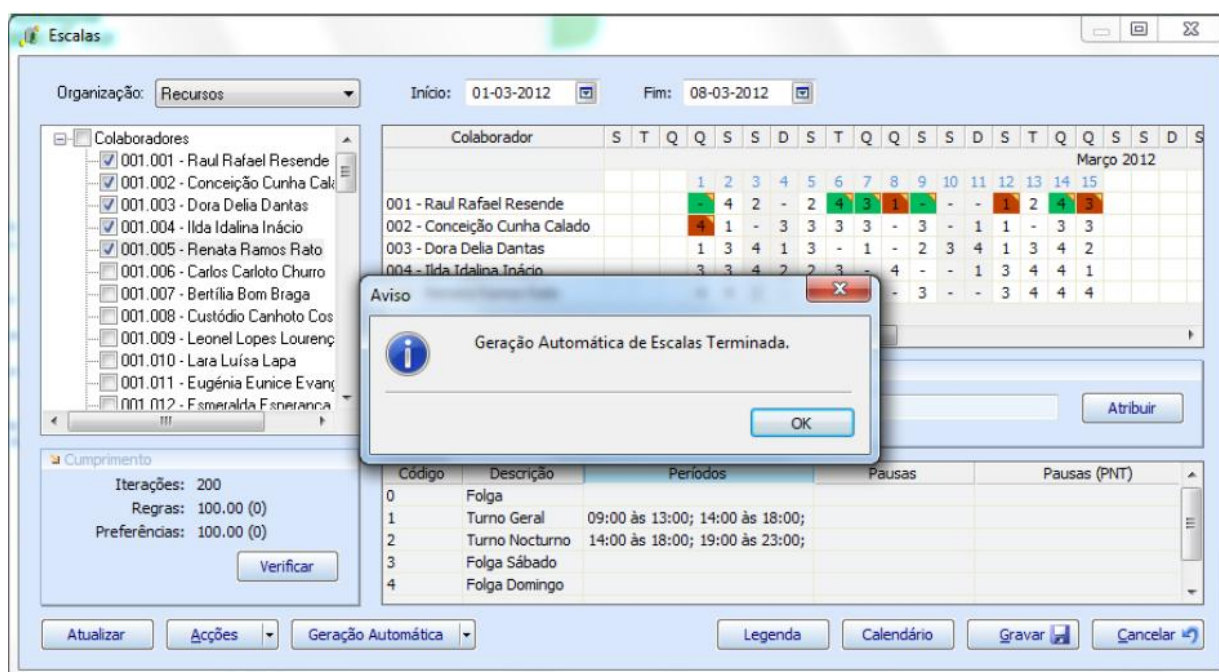 Escalas
Organização: Recursos Início: 01-03-2012 Fim: 08-03-2012
Colaboradores
001.001 - Raul Rafael Resende
001.002 - Conceição Cunha Cala
001.003 - Dora Delia Dantas
001.004 - Ilda Idalina Inácio
001.005 - Renata Ramos Rato
001.006 - Carlos Carloto Churro
001.007 - Bertília Bom Braga
001.008 - Custódio Canhoto Cos
001.009 - Leonel Lopes Lourenç
001.010 - Lara Luísa Lapa
001.011 - Eugénia Eunice Evang
001.012 - Esmeralda Esperança
Colaborador S T Q Q S S D S T Q Q S S D S T Q Q S S D S
Março 2012
1 2 3 4 5 6 7 8 9 10 11 12 13 14 15
001 - Raul Rafael Resende - 4 2 - 2 4 3 1 - - - 1 2 4 3
002 - Conceição Cunha Calado 4 1 - 3 3 3 3 - 3 - 1 1 - 3 3
003 - Dora Delia Dantas 1 3 4 1 3 - 1 - 2 3 4 1 3 4 2
004 - Ilda Idalina Inácio 3 3 4 2 2 3 - 4 - - 1 3 4 4 1
- 3 - - 3 4 4 4
Aviso
Geração Automática de Escalas Terminada.
OK
Atribuir
Cumprimento
Iterações: 200
Regras: 100.00 (0)
Preferências: 100.00 (0)
Verificar
Código Descrição Períodos Pausas Pausas (PNT)
0 Folga
1 Turno Geral 09:00 às 13:00; 14:00 às 18:00;
2 Turno Nocturno 14:00 às 18:00; 19:00 às 23:00;
3 Folga Sábado
4 Folga Domingo
Atualizar Acções Geração Automática Legenda Calendário Gravar Cancelar